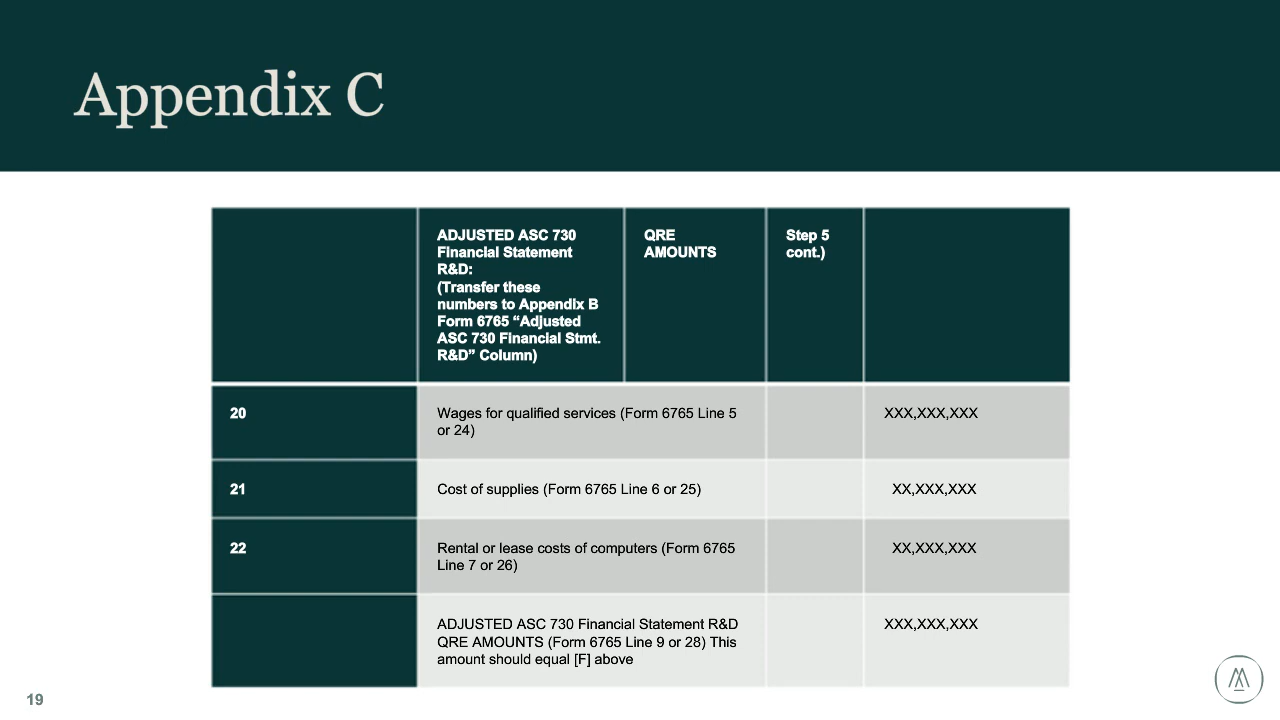 Appendix C
ADJUSTED ASC 730
Financial Statement
R&D:
(Transfer these
numbers to Appendix B
Form 6765 “Adjusted
ASC 730 Financial Stmt.
R&D” Column)
QRE
AMOUNTS
Step 5
cont.)
20
Wages for qualified services (Form 6765 Line 5
or 24)
XXX,XXX,XXX
21
Cost of supplies (Form 6765 Line 6 or 25)
XX,XXX,XXX
22
Rental or lease costs of computers (Form 6765
Line 7 or 26)
XX,XXX,XXX
ADJUSTED ASC 730 Financial Statement R&D
QRE AMOUNTS (Form 6765 Line 9 or 28) This
amount should equal [F] above
XXX,XXX,XXX
19